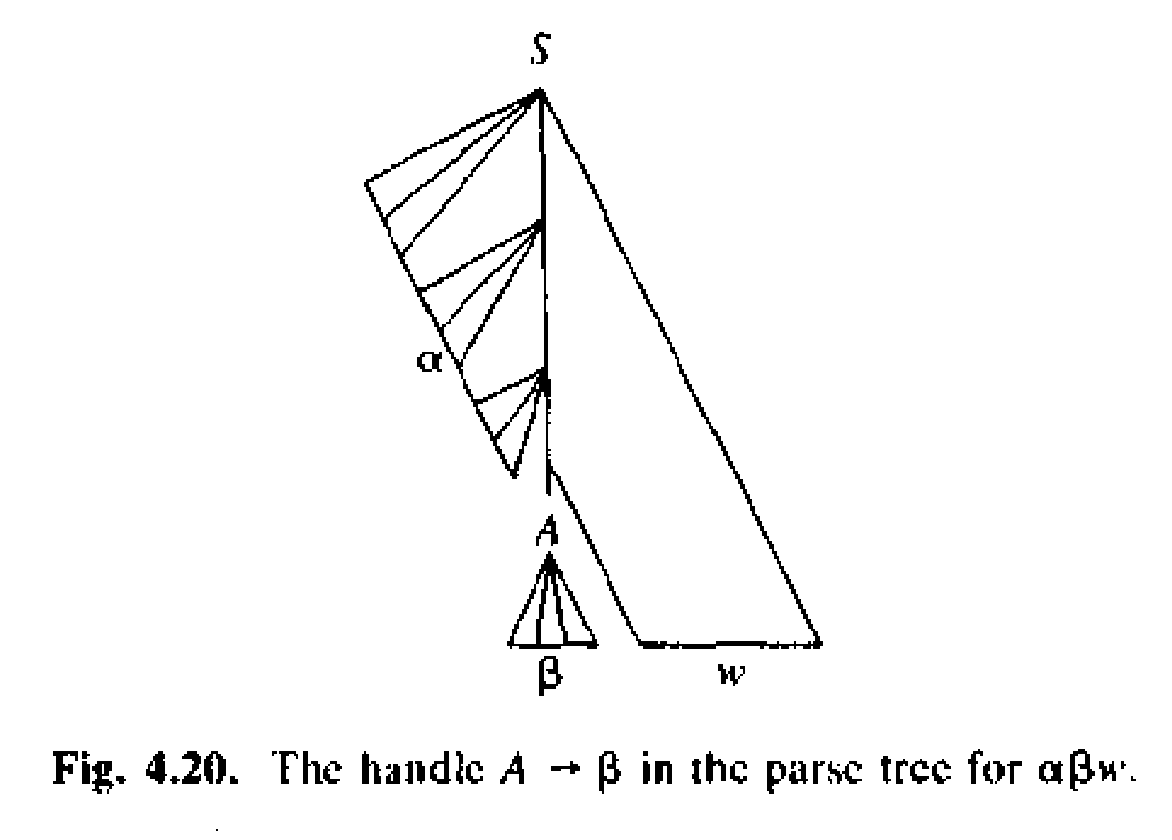 S
α
A
β
w
Fig. 4.20. The handle A → β in the parse tree for αβw.